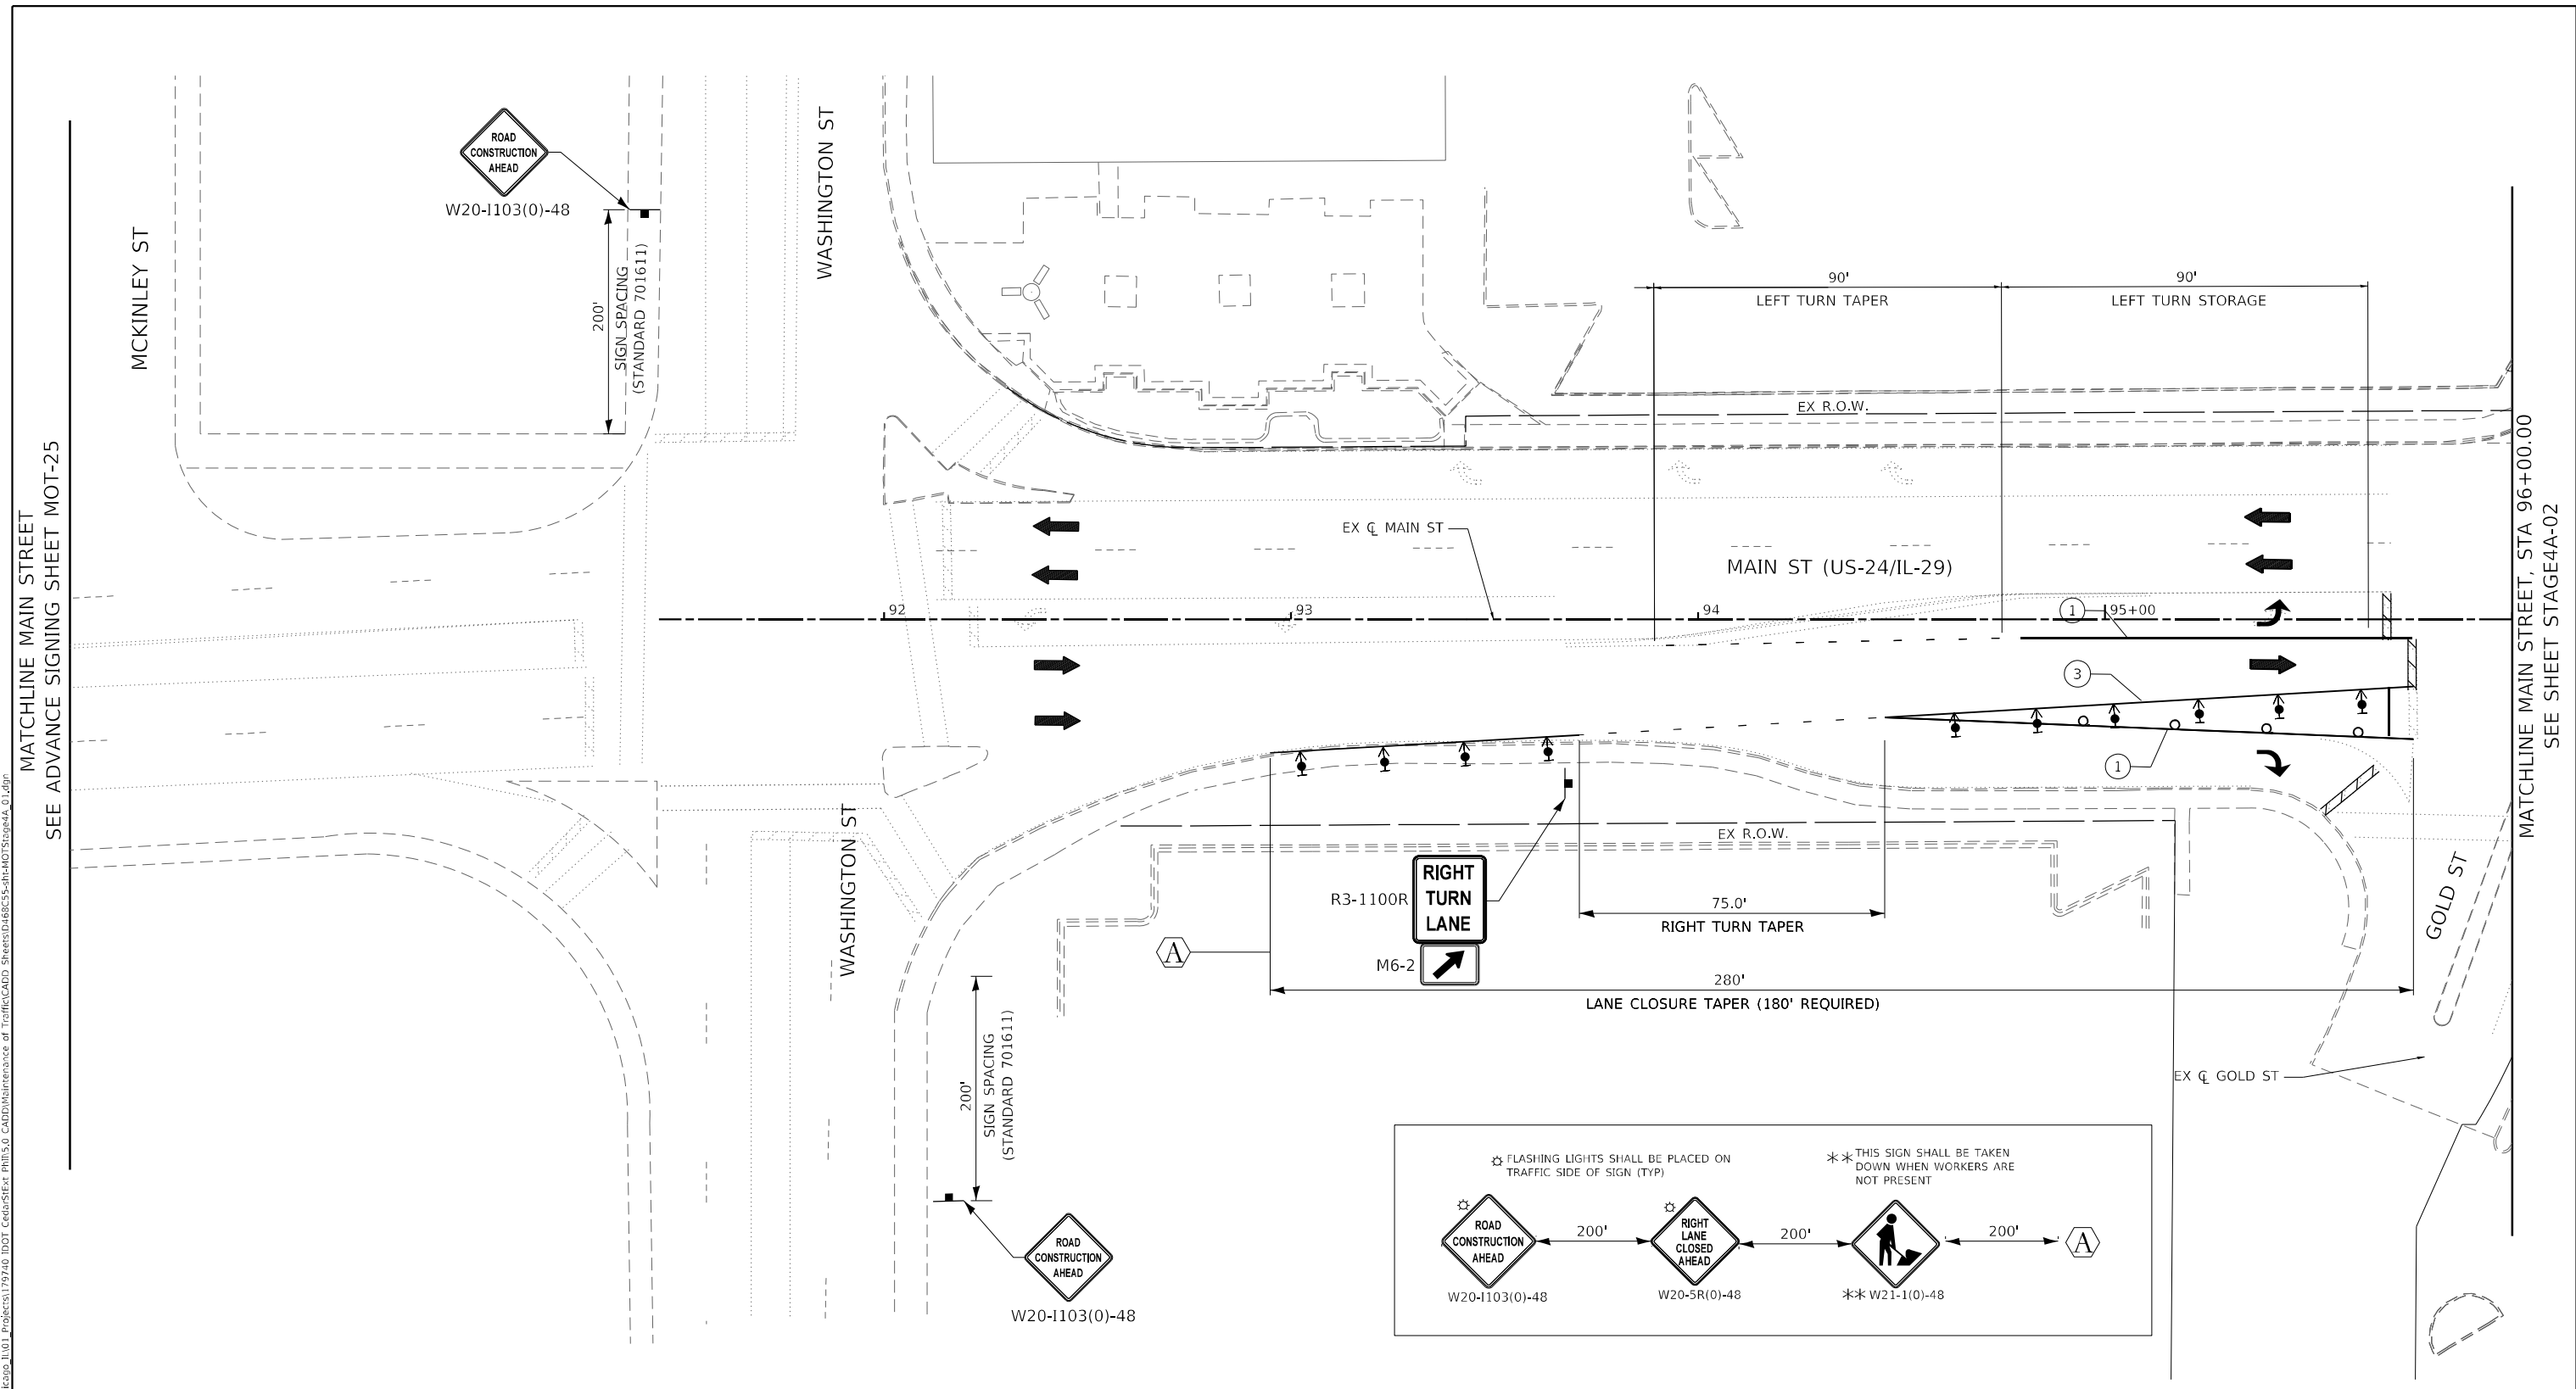 ROAD
CONSTRUCTION
AHEAD
W20-I103(0)-48
MCKINLEY ST
WASHINGTON ST
200'
SIGN SPACING
(STANDARD 701611)
90'
LEFT TURN TAPER
90'
LEFT TURN STORAGE
EX R.O.W.
MATCHLINE MAIN STREET
SEE ADVANCE SIGNING SHEET MOT-25
EX ℄ MAIN ST
MAIN ST (US-24/IL-29)
92
93
94
95+00
1
3
1
MATCHLINE MAIN STREET, STA 96+00.00
SEE SHEET STAGE4A-02
EX R.O.W.
WASHINGTON ST
RIGHT
TURN
LANE
R3-1100R
M6-2
A
75.0'
RIGHT TURN TAPER
280'
LANE CLOSURE TAPER (180' REQUIRED)
GOLD ST
EX ℄ GOLD ST
200'
SIGN SPACING
(STANDARD 701611)
ROAD
CONSTRUCTION
AHEAD
W20-I103(0)-48
FLASHING LIGHTS SHALL BE PLACED ON
TRAFFIC SIDE OF SIGN (TYP)
**THIS SIGN SHALL BE TAKEN
DOWN WHEN WORKERS ARE
NOT PRESENT
ROAD
CONSTRUCTION
AHEAD
200'
RIGHT
LANE
CLOSED
AHEAD
200'
200'
A
W20-I103(0)-48
W20-5R(0)-48
** W21-1(0)-48